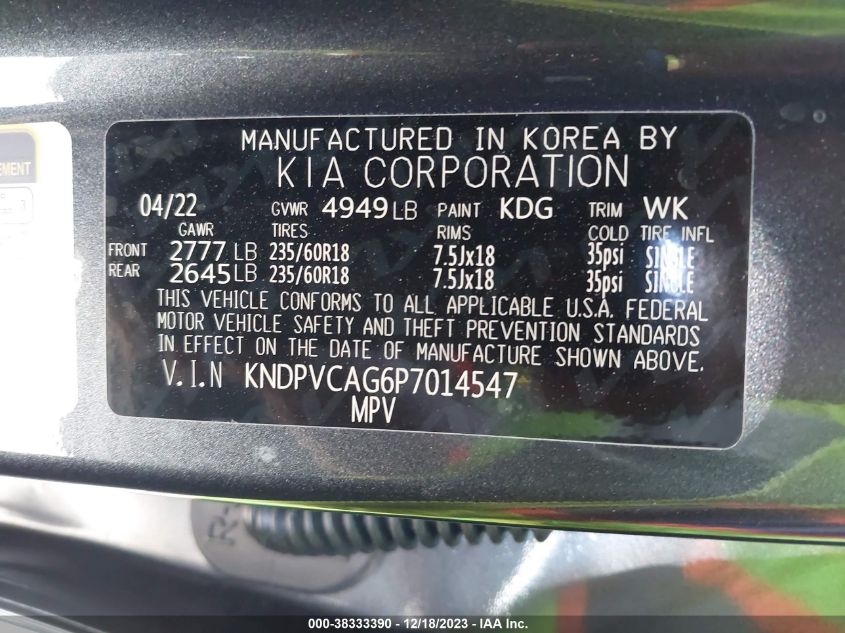 EMENT
MANUFACTURED IN KOREA BY
KIA CORPORATION
04/22 GVWR 4949 LB PAINT KDG TRIM WK
GAWR TIRES RIMS COLD TIRE INFL
FRONT 2777 LB 235/60R18 7.5Jx18 35psi SINGLE
REAR 2645 LB 235/60R18 7.5Jx18 35psi SINGLE
THIS VEHICLE CONFORMS TO ALL APPLICABLE U.S.A. FEDERAL
MOTOR VEHICLE SAFETY AND THEFT PREVENTION STANDARDS
IN EFFECT ON THE DATE OF MANUFACTURE SHOWN ABOVE.
V.I.N KNDPVCAG6P7014547
MPV
R-
000-38333390 - 12/18/2023 - IAA Inc.